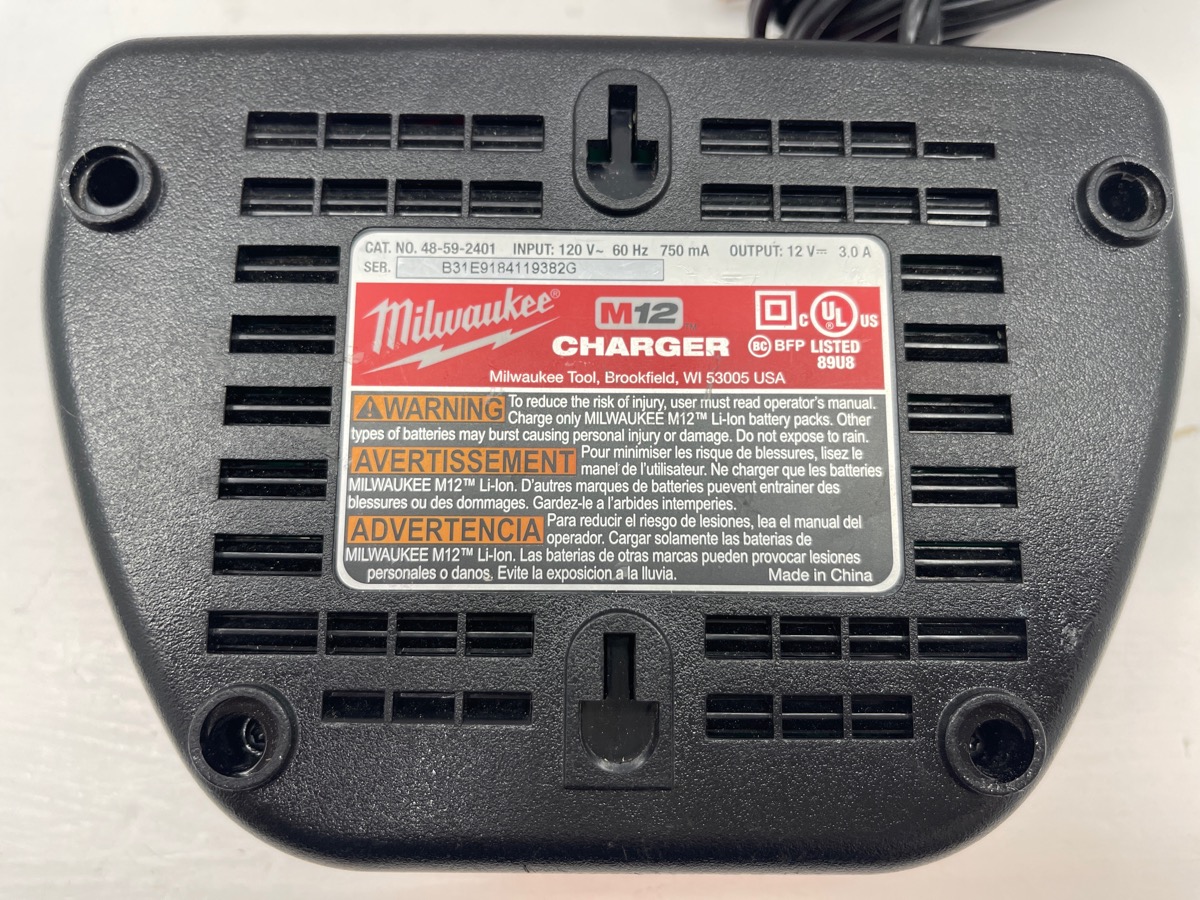 CAT. NO. 48-59-2401 INPUT: 120 V~ 60 Hz 750 mA OUTPUT: 12 V⎓ 3.0 A
SER. B31E9184119382G
Milwaukee® M12™ CHARGER
C UL® US
BC BFP LISTED
89U8
Milwaukee Tool, Brookfield, WI 53005 USA
⚠WARNING To reduce the risk of injury, user must read operator's manual.
Charge only MILWAUKEE M12™ Li-Ion battery packs. Other
types of batteries may burst causing personal injury or damage. Do not expose to rain.
AVERTISSEMENT Pour minimiser les risque de blessures, lisez le
manel de l'utilisateur. Ne charger que les batteries
MILWAUKEE M12™ Li-Ion. D'autres marques de batteries puevent entrainer des
blessures ou des dommages. Gardez-le a l'arbides intemperies.
ADVERTENCIA Para reducir el riesgo de lesiones, lea el manual del
operador. Cargar solamente las baterias de
MILWAUKEE M12™ Li-Ion. Las baterias de otras marcas pueden provocar lesiones
personales o danos. Evite la exposicion a la lluvia. Made in China